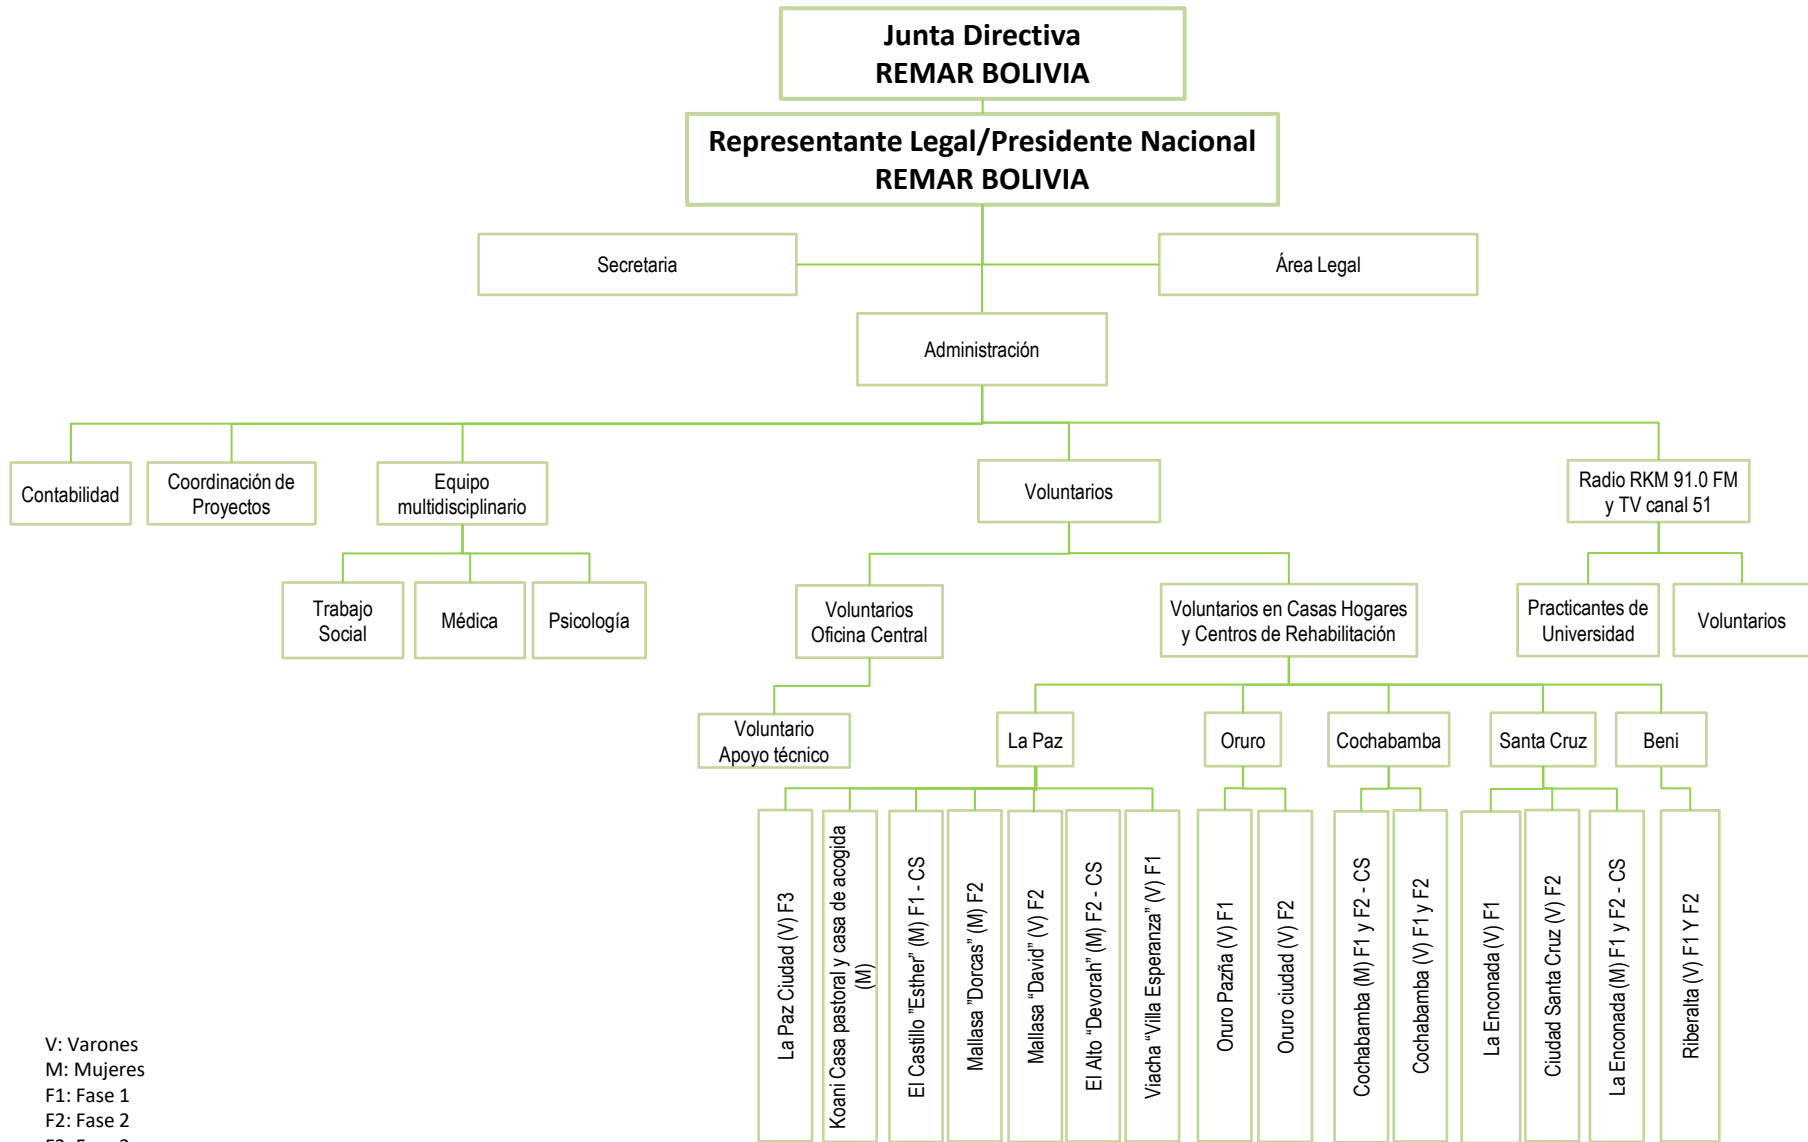 Junta Directiva
REMAR BOLIVIA
Representante Legal/Presidente Nacional
REMAR BOLIVIA
Secretaria
Área Legal
Administración
Contabilidad
Coordinación de
Proyectos
Equipo
multidisciplinario
Voluntarios
Radio RKM 91.0 FM
y TV canal 51
Trabajo
Social
Médica
Psicología
Voluntarios
Oficina Central
Voluntarios en Casas Hogares
y Centros de Rehabilitación
Practicantes de
Universidad
Voluntarios
Voluntario
Apoyo técnico
La Paz
Oruro
Cochabamba
Santa Cruz
Beni
La Paz Ciudad (V) F3
Koani Casa pastoral y casa de acogida
(M)
El Castillo ”Esther” (M) F1 - CS
Mallasa ”Dorcas” (M) F2
Mallasa “David” (V) F2
El Alto “Devorah” (M) F2 - CS
Viacha “Villa Esperanza” (V) F1
Oruro Pazña (V) F1
Oruro ciudad (V) F2
Cochabamba (M) F1 y F2 - CS
Cochabamba (V) F1 y F2
La Enconada (V) F1
Ciudad Santa Cruz (V) F2
La Enconda (M) F1 y F2 - CS
Riberalta (V) F1 Y F2
V: Varones
M: Mujeres
F1: Fase 1
F2: Fase 2
F3: Fase 3